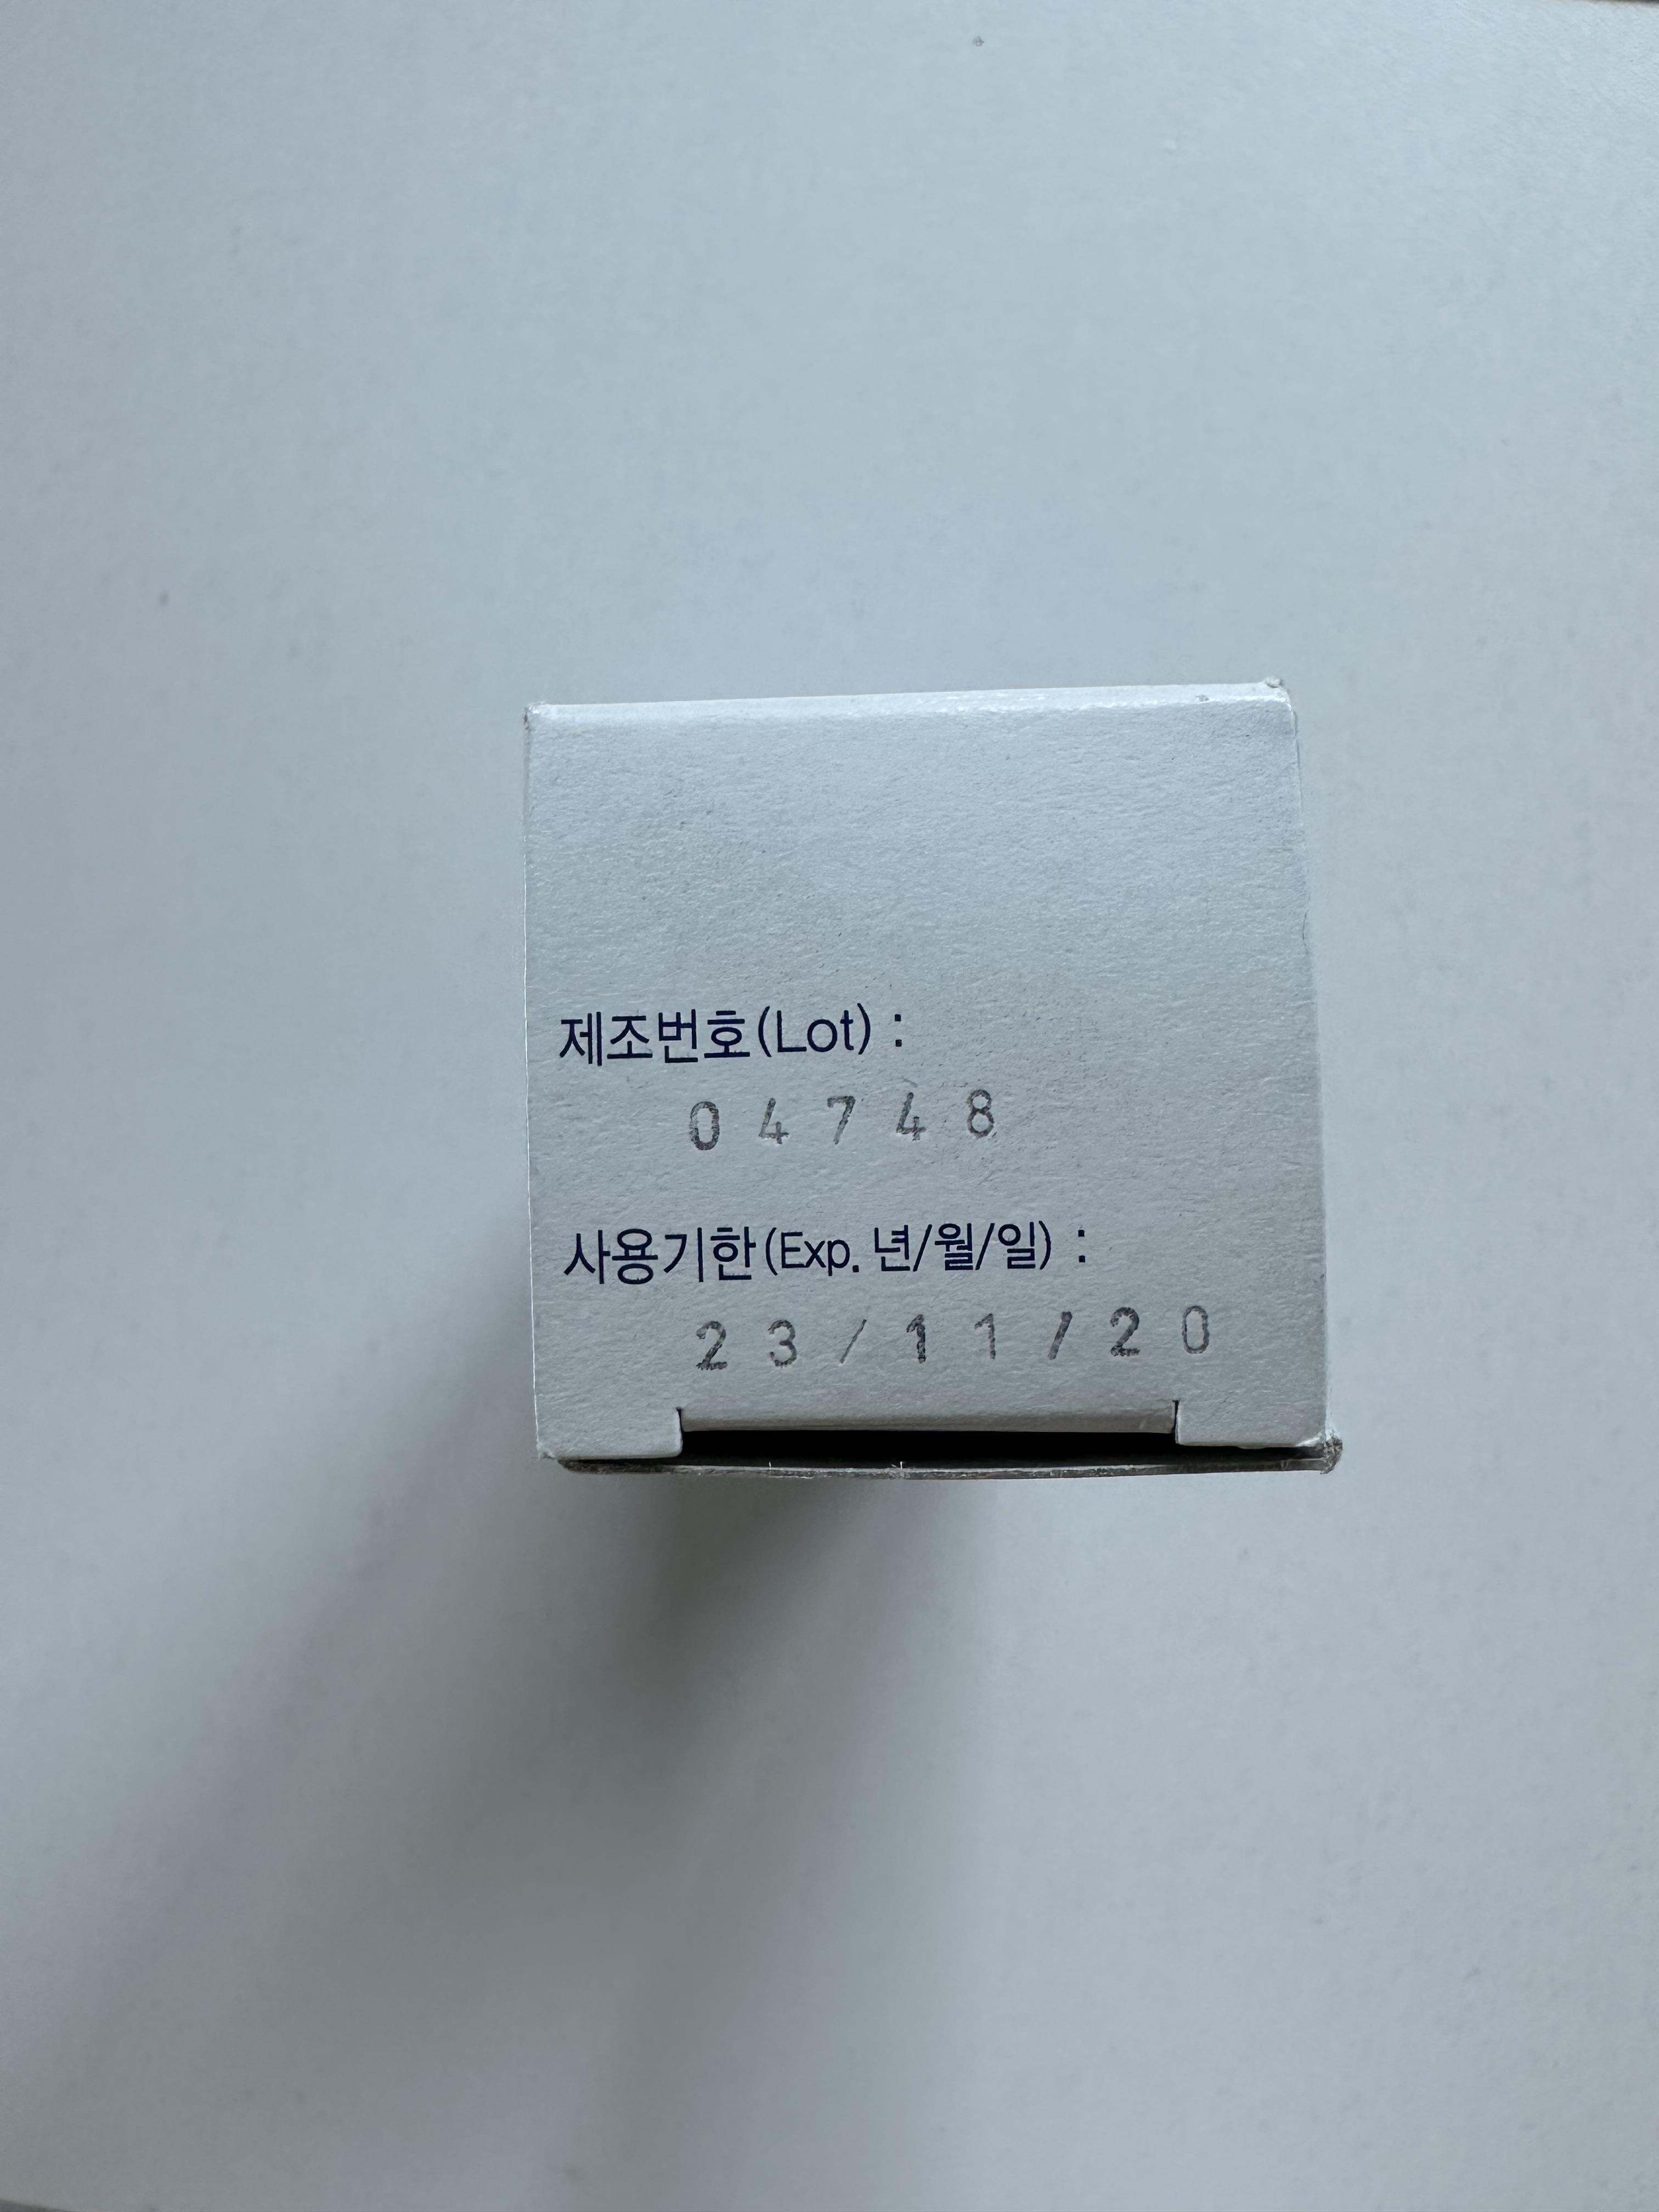 제조번호(Lot) :
04748
사용기한(Exp. 년/월/일) :
23/11/20